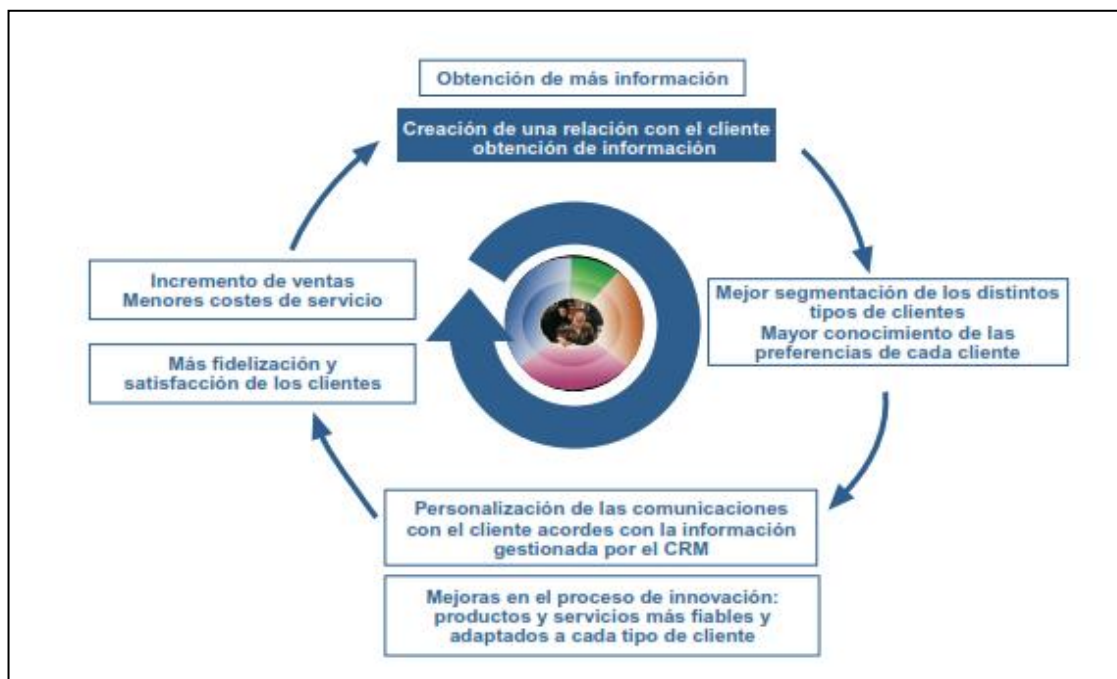 Obtención de más información
Creación de una relación con el cliente
obtención de información
Mejor segmentación de los distintos
tipos de clientes
Mayor conocimiento de las
preferencias de cada cliente
Personalización de las comunicaciones
con el cliente acordes con la información
gestionada por el CRM
Mejoras en el proceso de innovación:
productos y servicios más fiables y
adaptados a cada tipo de cliente
Incremento de ventas
Menores costes de servicio
Más fidelización y
satisfacción de los clientes